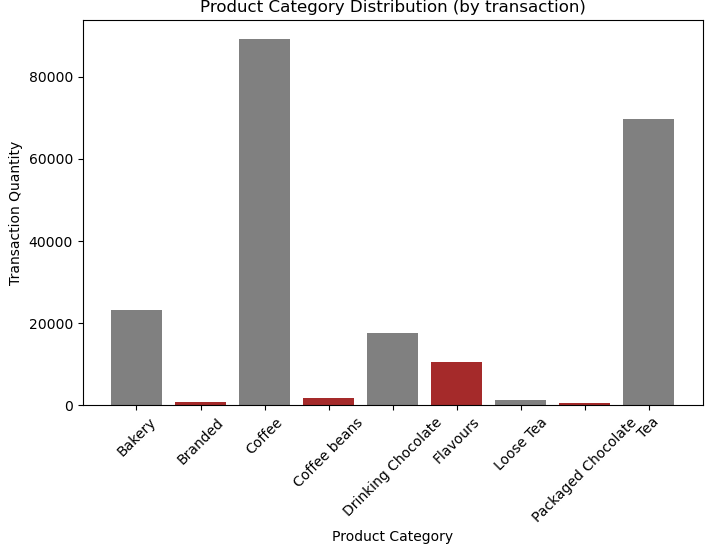 Product Category Distribution (by transaction)
80000
60000
40000
20000
0
Transaction Quantity
Bakery
Branded
Coffee
Coffee beans
Drinking Chocolate
Flavours
Loose Tea
Packaged Chocolate
Tea
Product Category